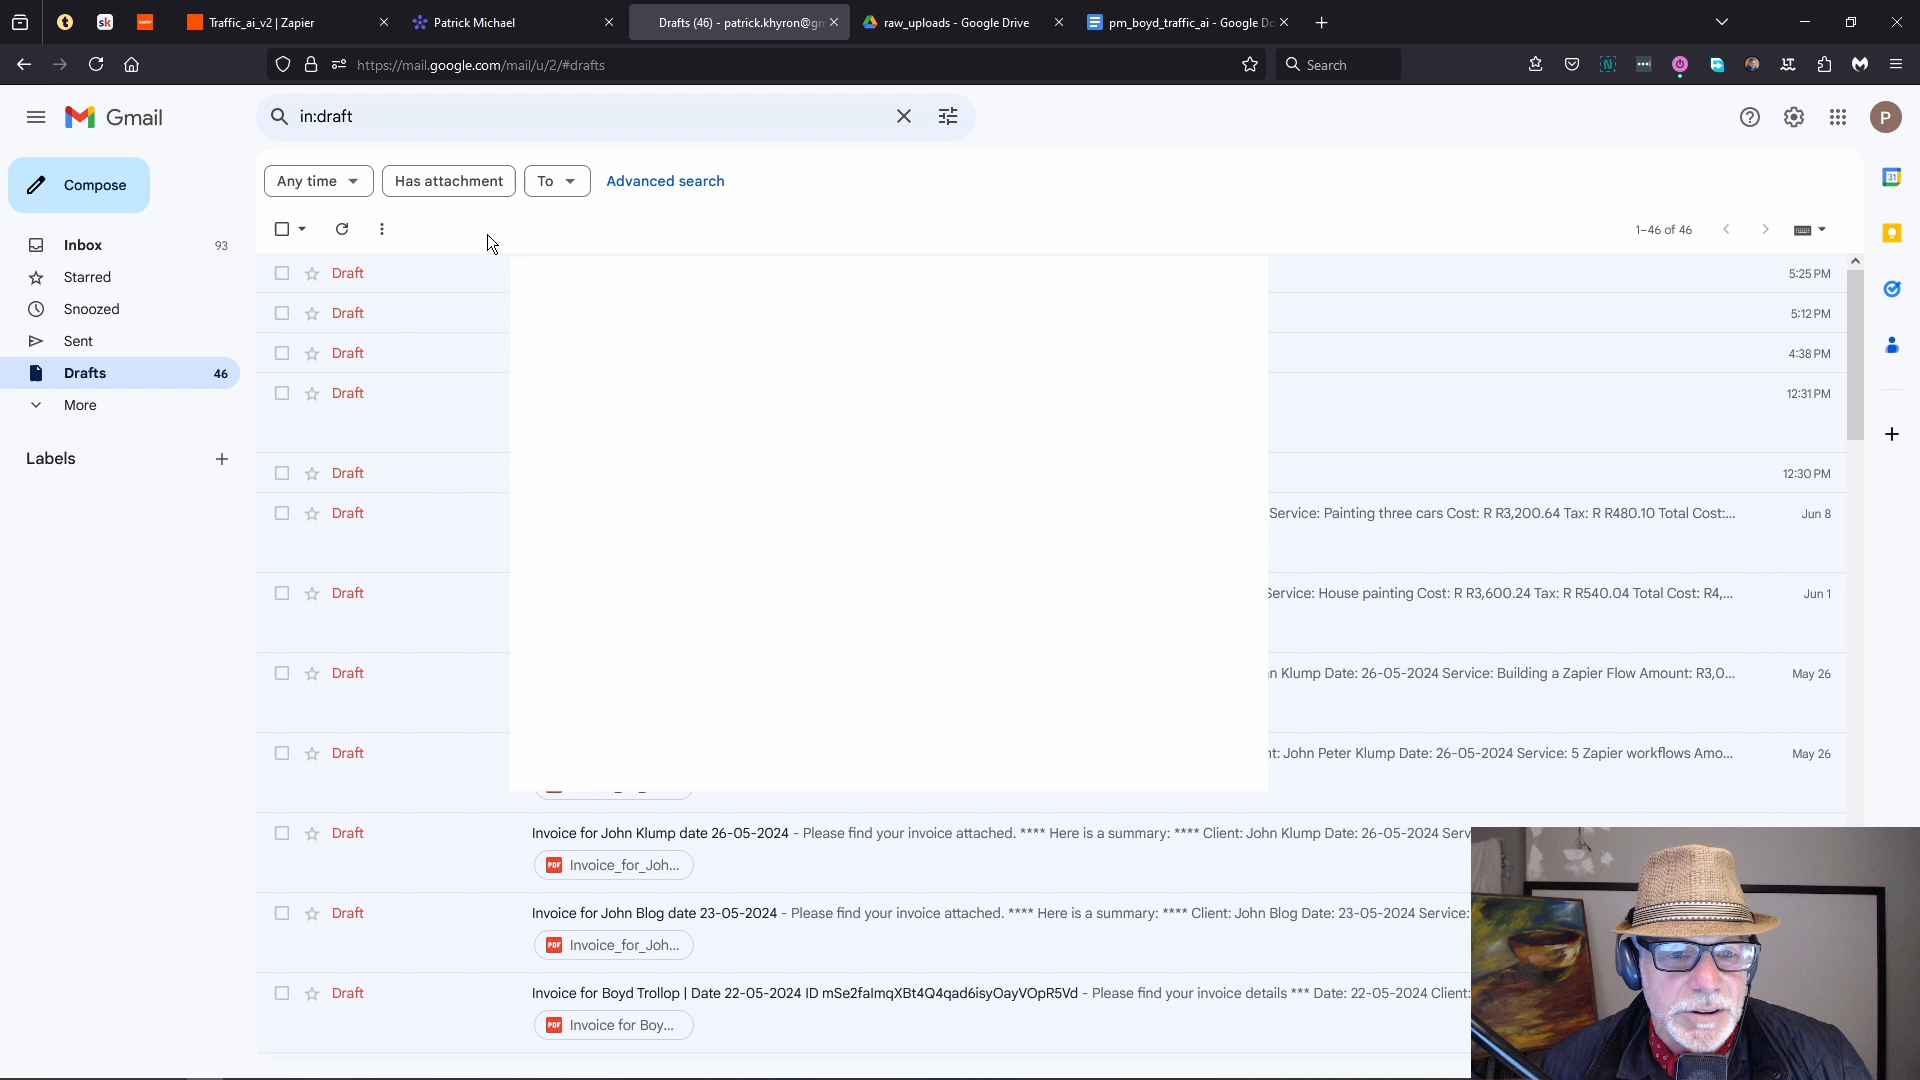 sk
zapier
Traffic_ai_v2 | Zapier
Patrick Michael
Drafts (46) - patrick.khyron@gm
raw_uploads - Google Drive
pm_boyd_traffic_ai - Google Do
https://mail.google.com/mail/u/2/#drafts
Search
Gmail
in:draft
P
Compose
Any time
Has attachment
To
Advanced search
1–46 of 46
31
Inbox 93
Starred
Snoozed
Sent
Drafts 46
More
Labels
Draft 5:25 PM
Draft 5:12 PM
Draft 4:38 PM
Draft 12:31 PM
Draft 12:30 PM
Draft Service: Painting three cars Cost: R R3,200.64 Tax: R R480.10 Total Cost:... Jun 8
Draft Service: House painting Cost: R R3,600.24 Tax: R R540.04 Total Cost: R4,... Jun 1
Draft n Klump Date: 26-05-2024 Service: Building a Zapier Flow Amount: R3,0... May 26
Draft nt: John Peter Klump Date: 26-05-2024 Service: 5 Zapier workflows Amo... May 26
Draft Invoice for John Klump date 26-05-2024 - Please find your invoice attached. **** Here is a summary: **** Client: John Klump Date: 26-05-2024 Serv
PDF Invoice_for_Joh...
Draft Invoice for John Blog date 23-05-2024 - Please find your invoice attached. **** Here is a summary: **** Client: John Blog Date: 23-05-2024 Service:
PDF Invoice_for_Joh...
Draft Invoice for Boyd Trollop | Date 22-05-2024 ID mSe2falmqXBt4Q4qad6isyOayVOpR5Vd - Please find your invoice details *** Date: 22-05-2024 Client:
PDF Invoice for Boy...